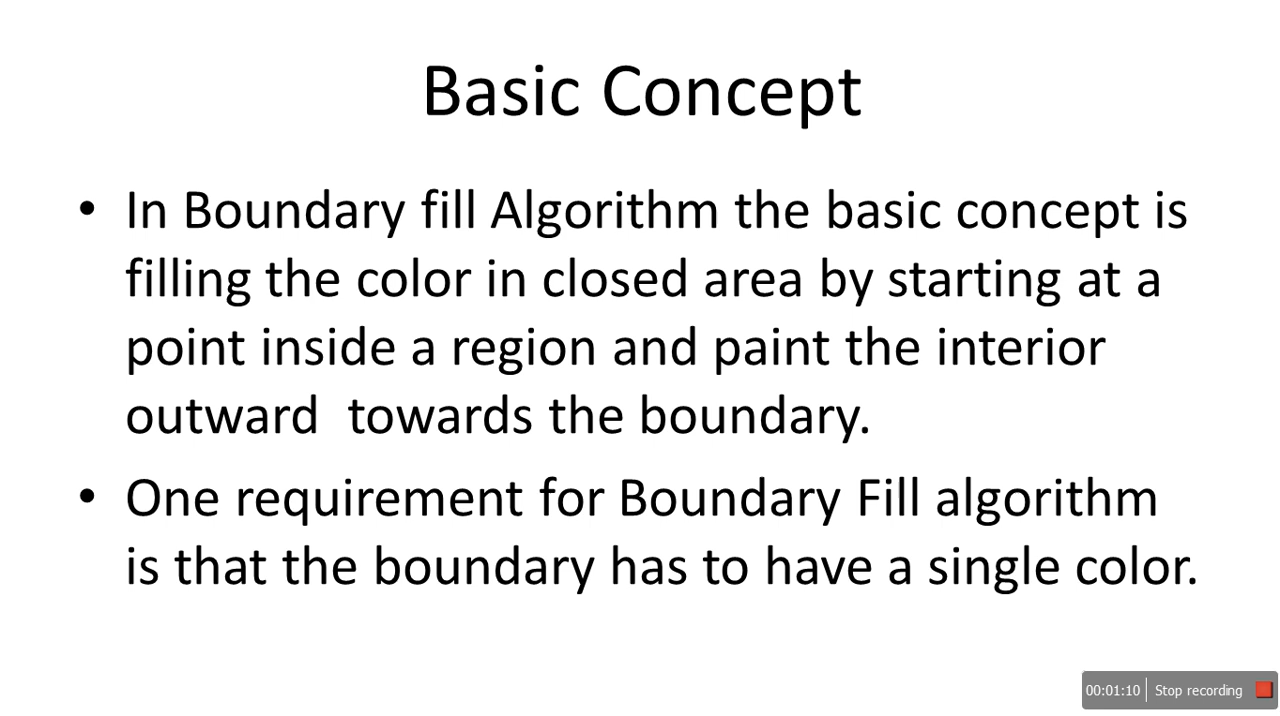 Basic Concept
• In Boundary fill Algorithm the basic concept is
filling the color in closed area by starting at a
point inside a region and paint the interior
outward  towards the boundary.
• One requirement for Boundary Fill algorithm
is that the boundary has to have a single color.
00:01:10 Stop recording